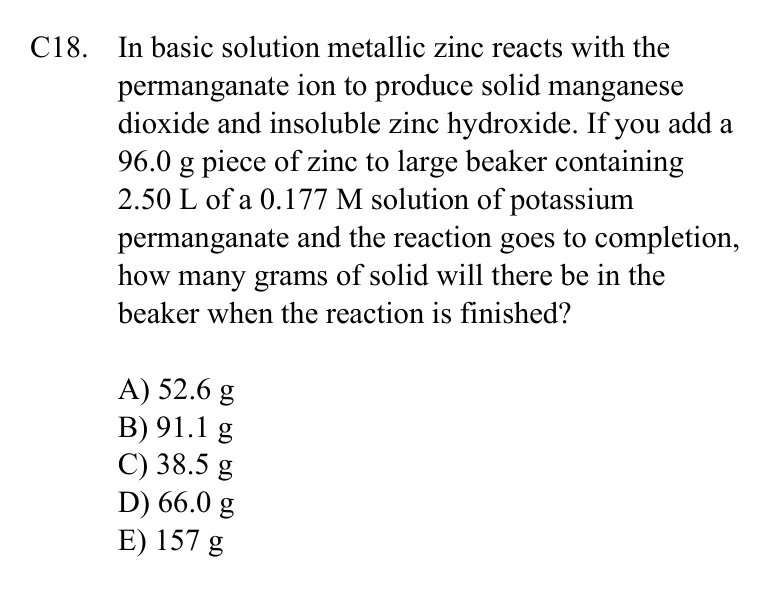 C18. In basic solution metallic zinc reacts with the
permanganate ion to produce solid manganese
dioxide and insoluble zinc hydroxide. If you add a
96.0 g piece of zinc to large beaker containing
2.50 L of a 0.177 M solution of potassium
permanganate and the reaction goes to completion,
how many grams of solid will there be in the
beaker when the reaction is finished?
A) 52.6 g
B) 91.1 g
C) 38.5 g
D) 66.0 g
E) 157 g